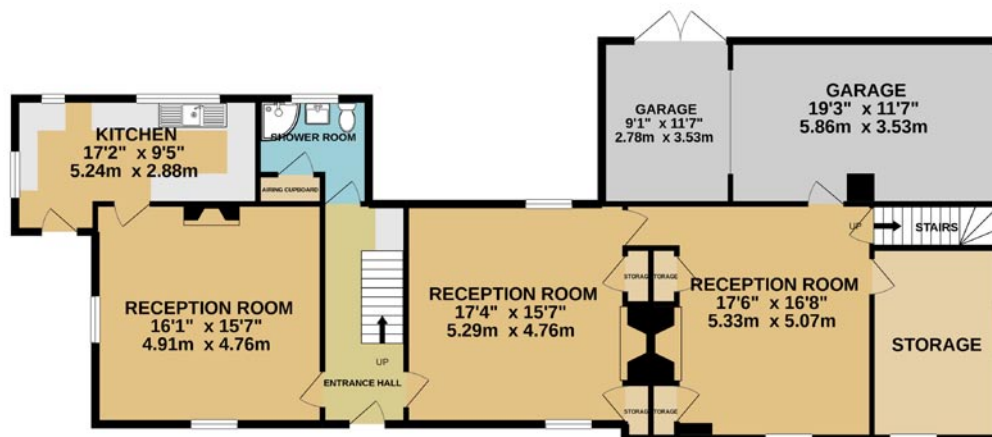 GARAGE
19'3" x 11'7"
5.86m x 3.53m
GARAGE
9'1" x 11'7"
2.78m x 3.53m
KITCHEN
17'2" x 9'5"
5.24m x 2.88m
SHOWER ROOM
AIRING CUPBOARD
UP
STAIRS
STORAGE
STORAGE
RECEPTION ROOM
16'1" x 15'7"
4.91m x 4.76m
RECEPTION ROOM
17'4" x 15'7"
5.29m x 4.76m
RECEPTION ROOM
17'6" x 16'8"
5.33m x 5.07m
STORAGE
UP
ENTRANCE HALL
STORAGE
STORAGE